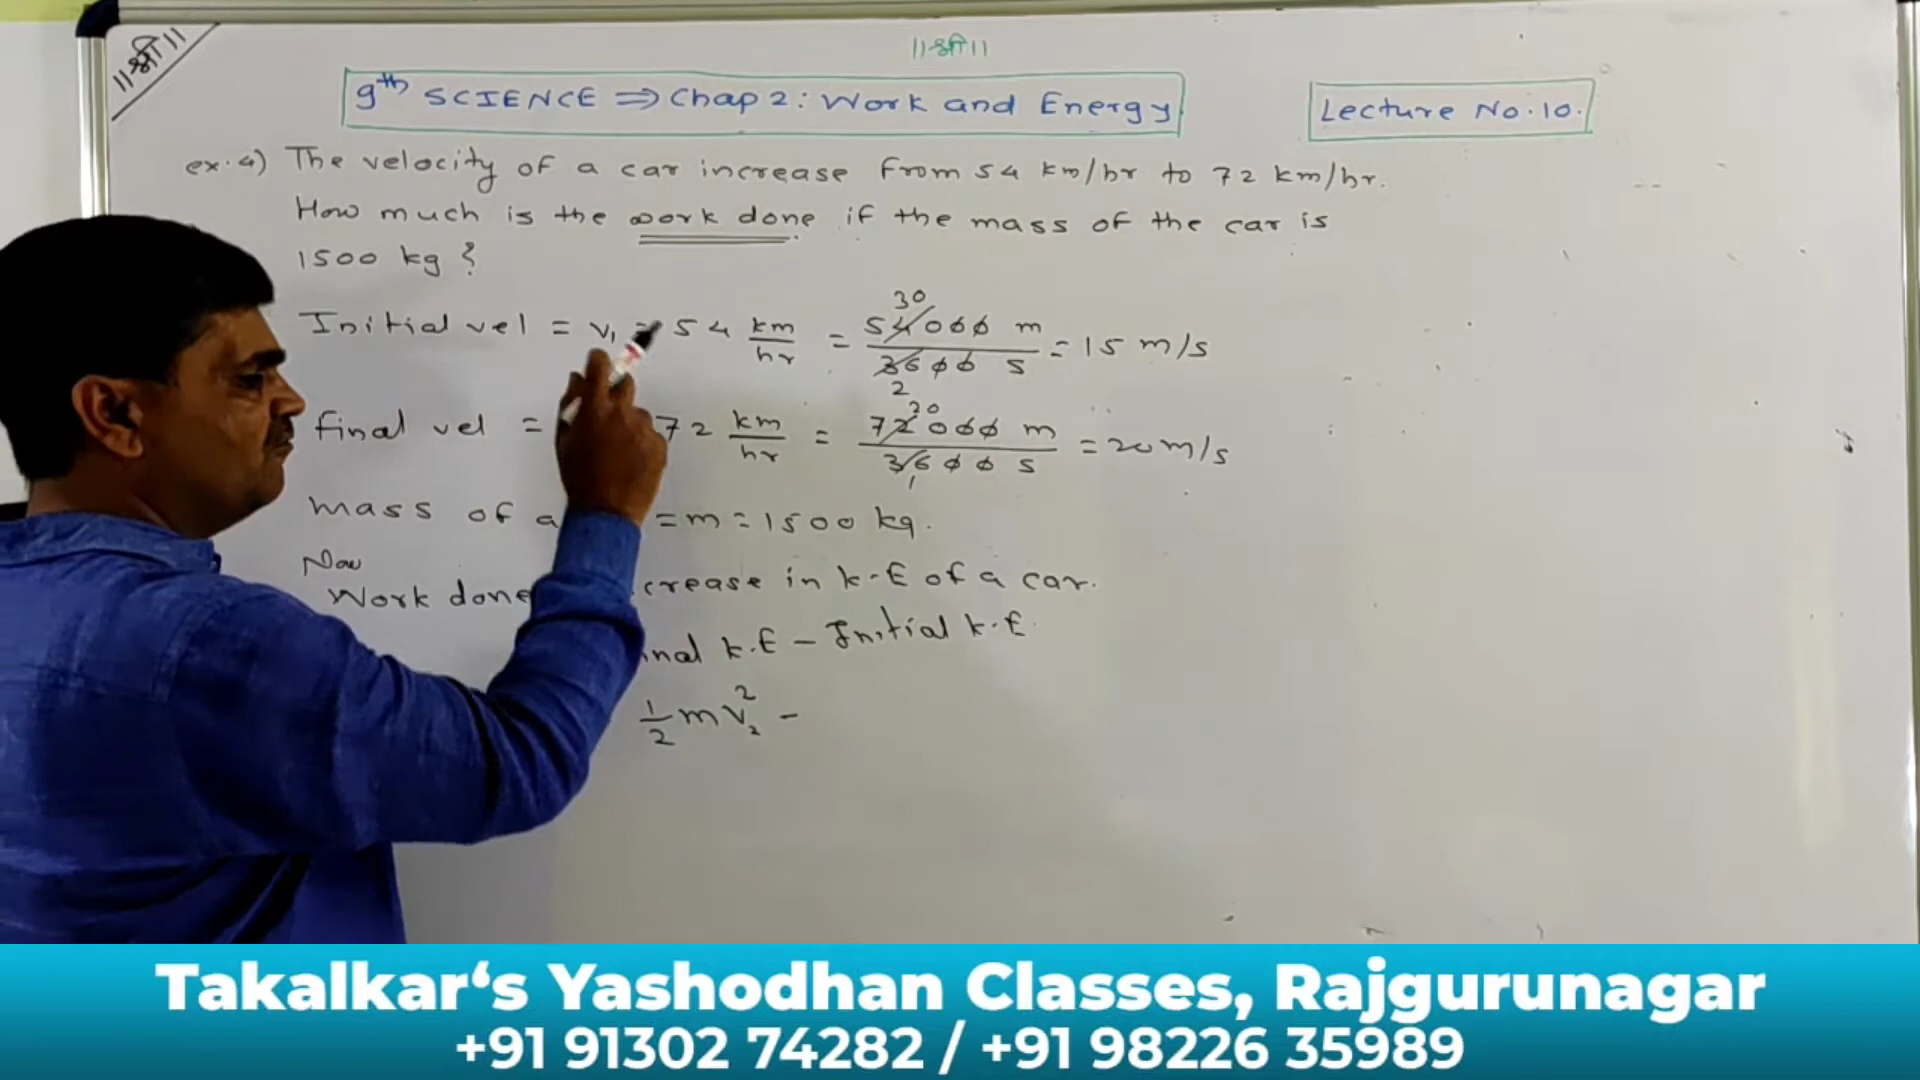 ॥श्री॥
॥श्री॥
9th SCIENCE ⇒ Chap 2: Work and Energy.
Lecture No.10.
ex.4) The velocity of a car increase from 54 km/hr to 72 km/hr.
How much is the work done if the mass of the car is
1500 kg ?
Initial vel = v₁ = 54 km/hr = 54000 m / 3600 s = 15 m/s
30
2
final vel = 72 km/hr = 72000 m / 3600 s = 20 m/s
20
1
mass of a = m = 1500 kg.
Now
Work done crease in k.E of a car.
nal k.E – Initial k.E.
1/2 m v₂² –
Takalkar‘s Yashodhan Classes, Rajgurunagar
+91 91302 74282 / +91 98226 35989